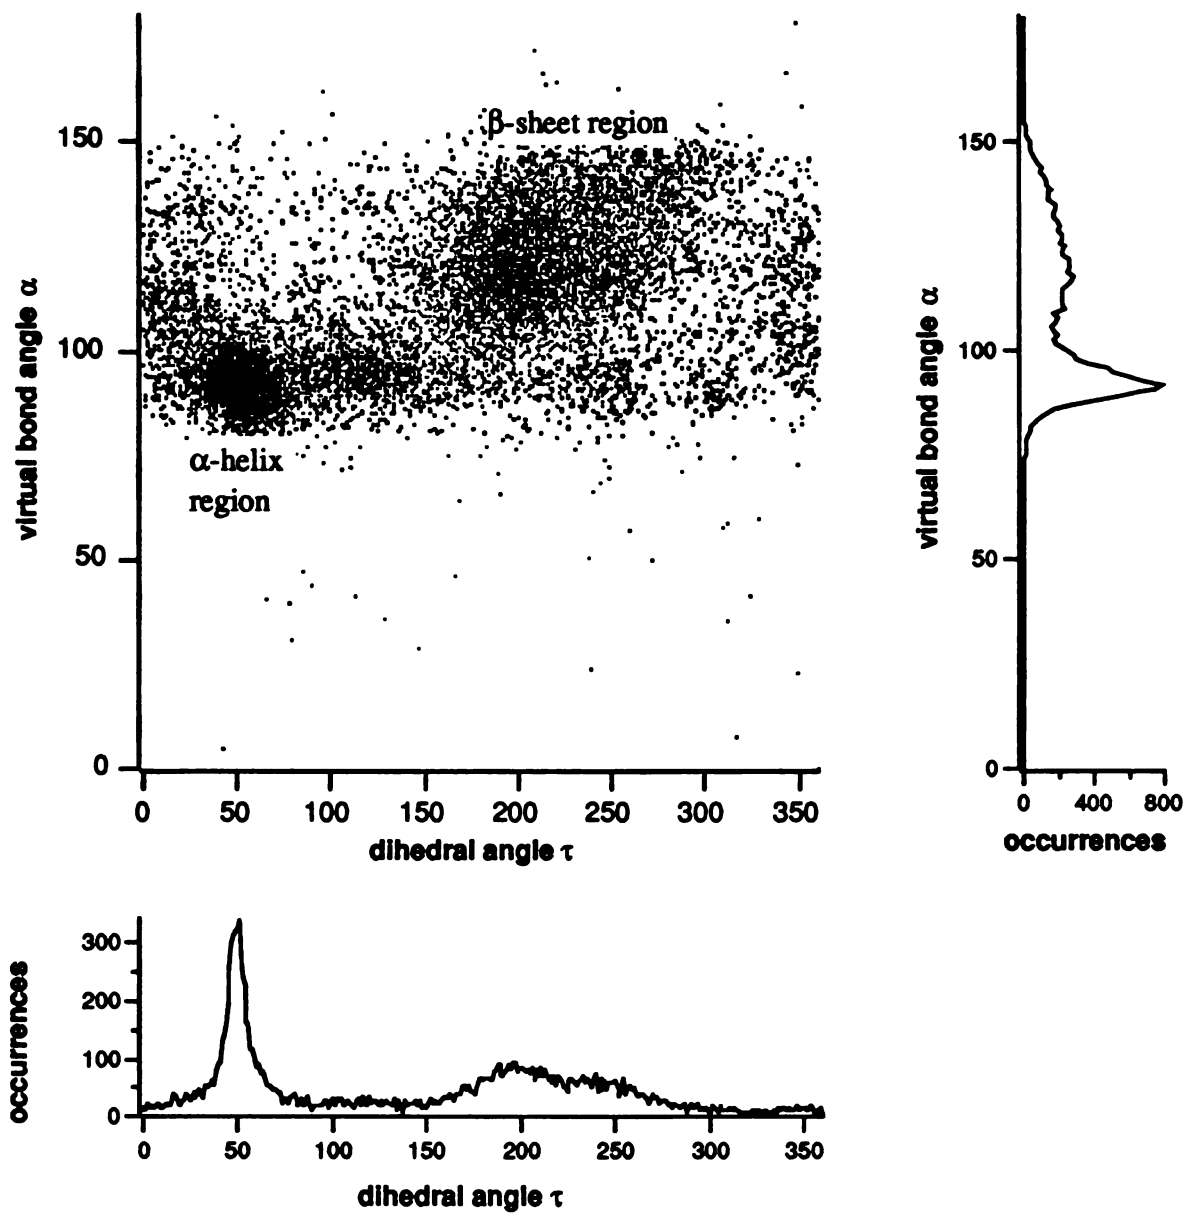 β-sheet region
150
100
50
0
virtual bond angle α
α-helix
region
0 50 100 150 200 250 300 350
dihedral angle τ
150
100
50
0
virtual bond angle α
0 400 800
occurrences
300
200
100
0
occurrences
0 50 100 150 200 250 300 350
dihedral angle τ